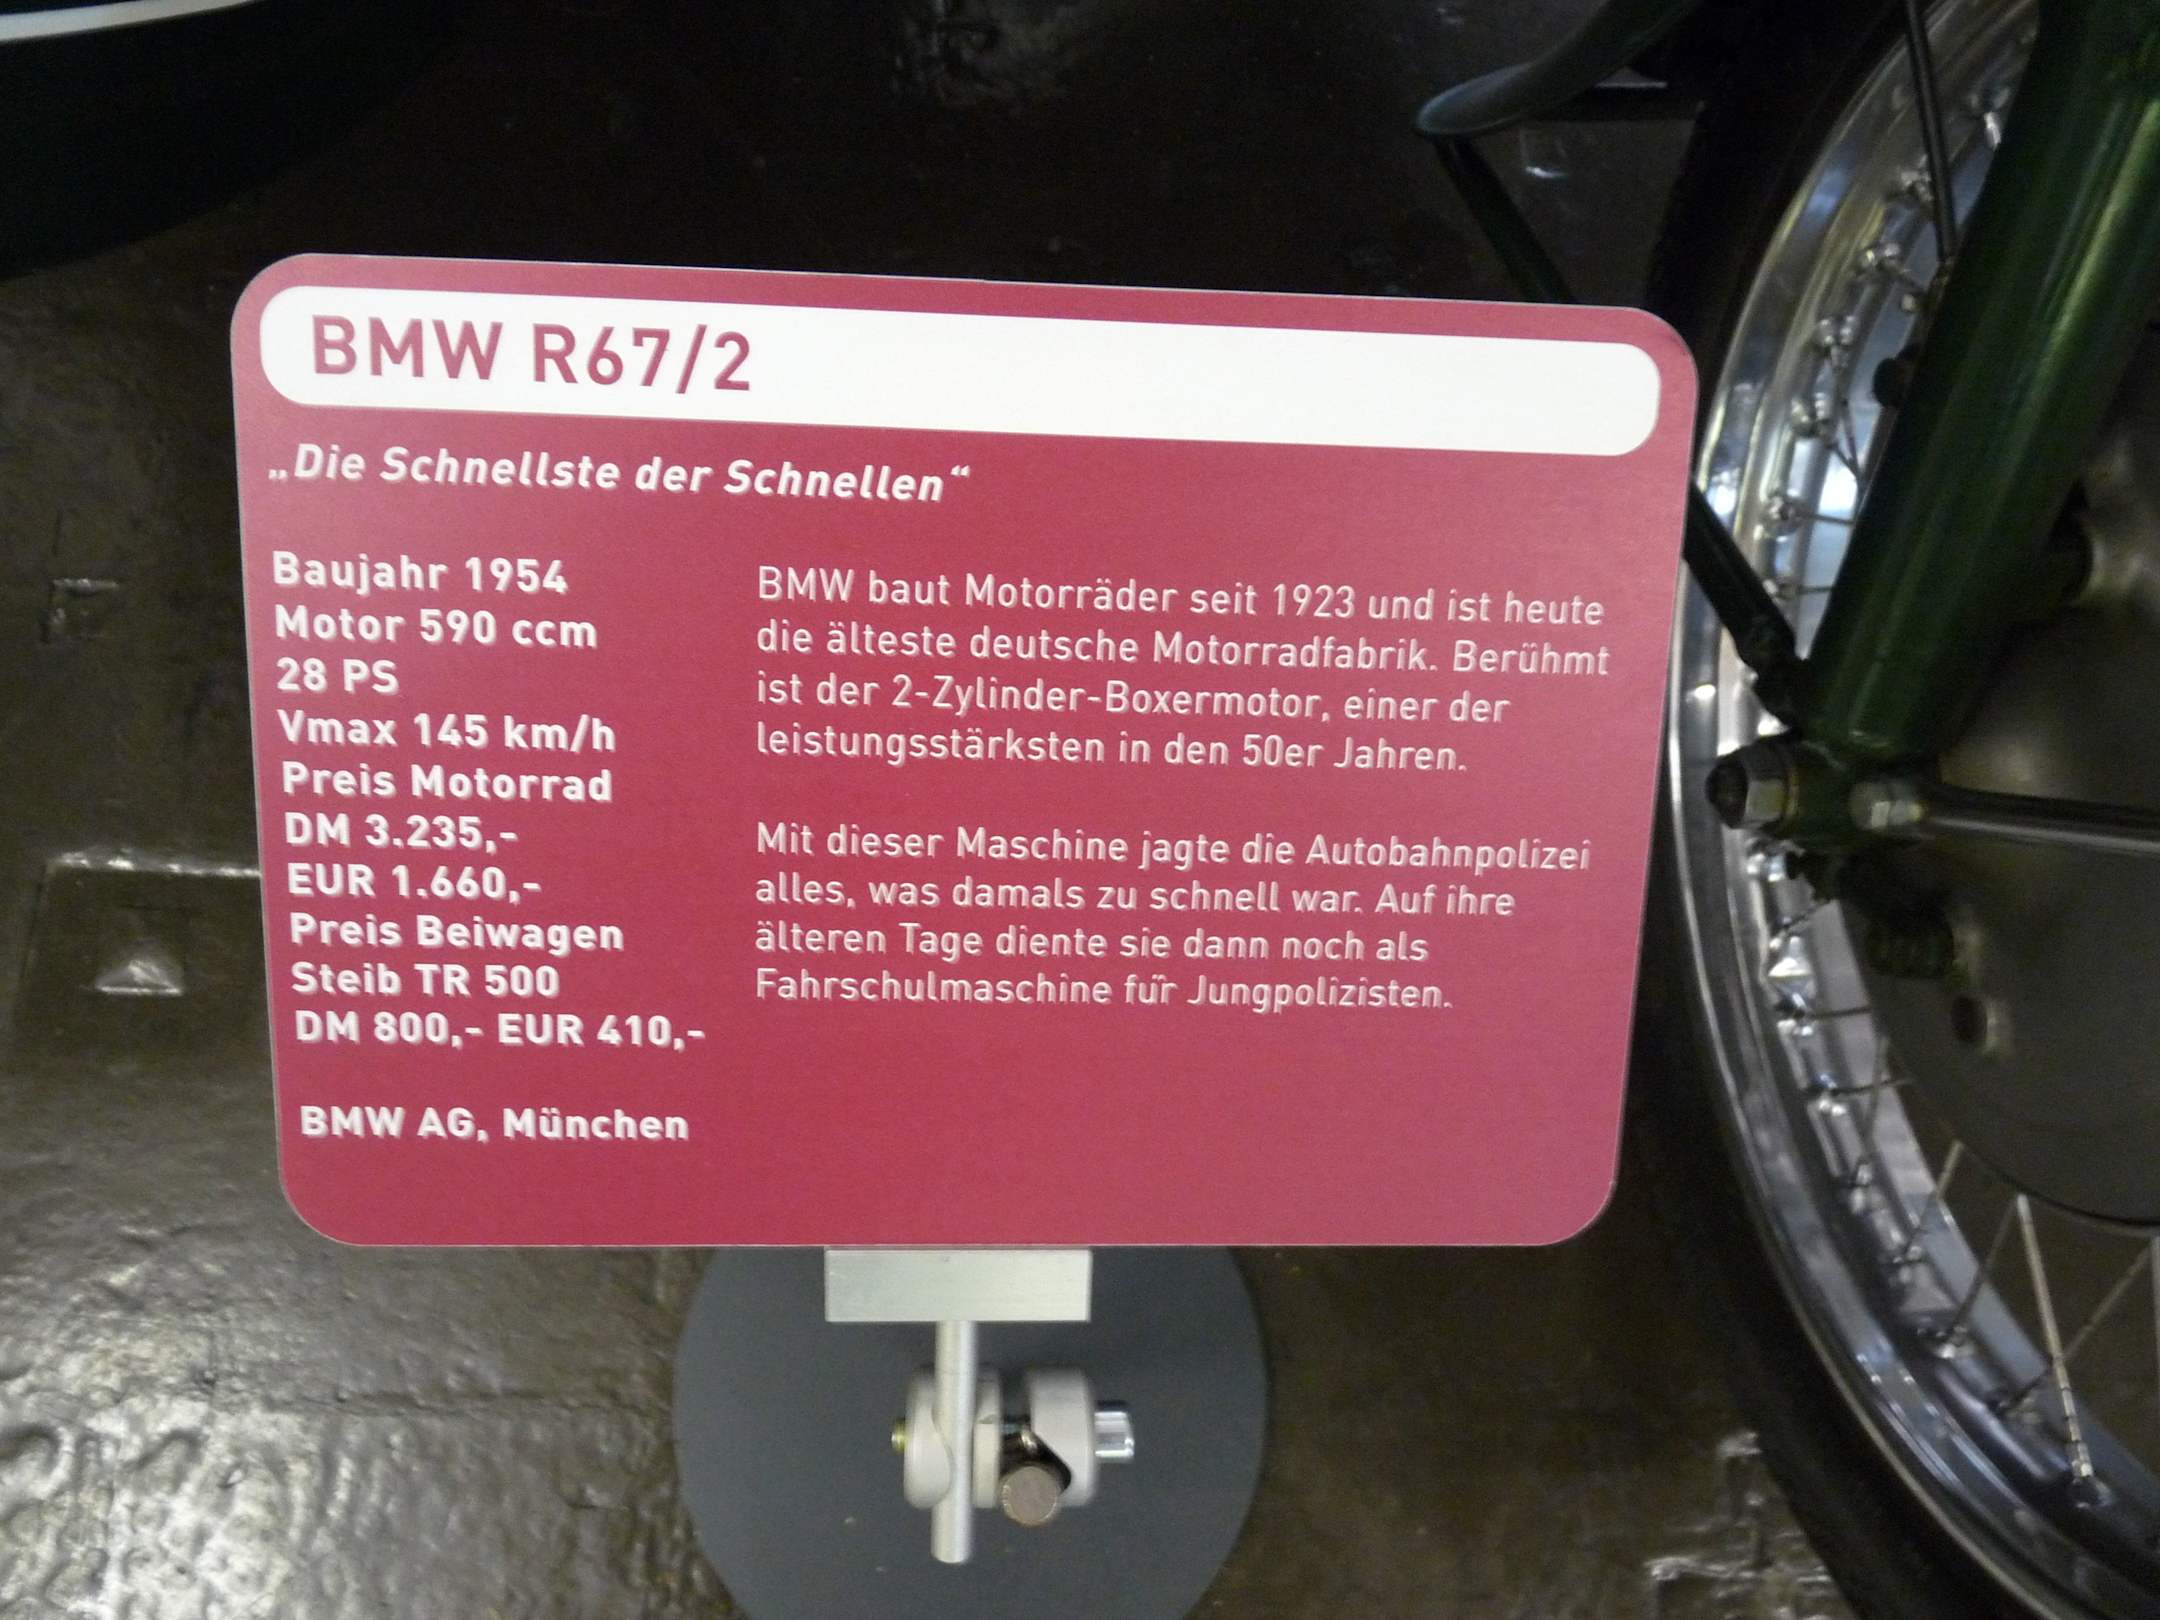 BMW R67/2
„Die Schnellste der Schnellen“
Baujahr 1954
Motor 590 ccm
28 PS
Vmax 145 km/h
Preis Motorrad
DM 3.235,-
EUR 1.660,-
Preis Beiwagen
Steib TR 500
DM 800,- EUR 410,-
BMW AG, München
BMW baut Motorräder seit 1923 und ist heute
die älteste deutsche Motorradfabrik. Berühmt
ist der 2-Zylinder-Boxermotor, einer der
leistungsstärksten in den 50er Jahren.
Mit dieser Maschine jagte die Autobahnpolizei
alles, was damals zu schnell war. Auf ihre
älteren Tage diente sie dann noch als
Fahrschulmaschine für Jungpolizisten.